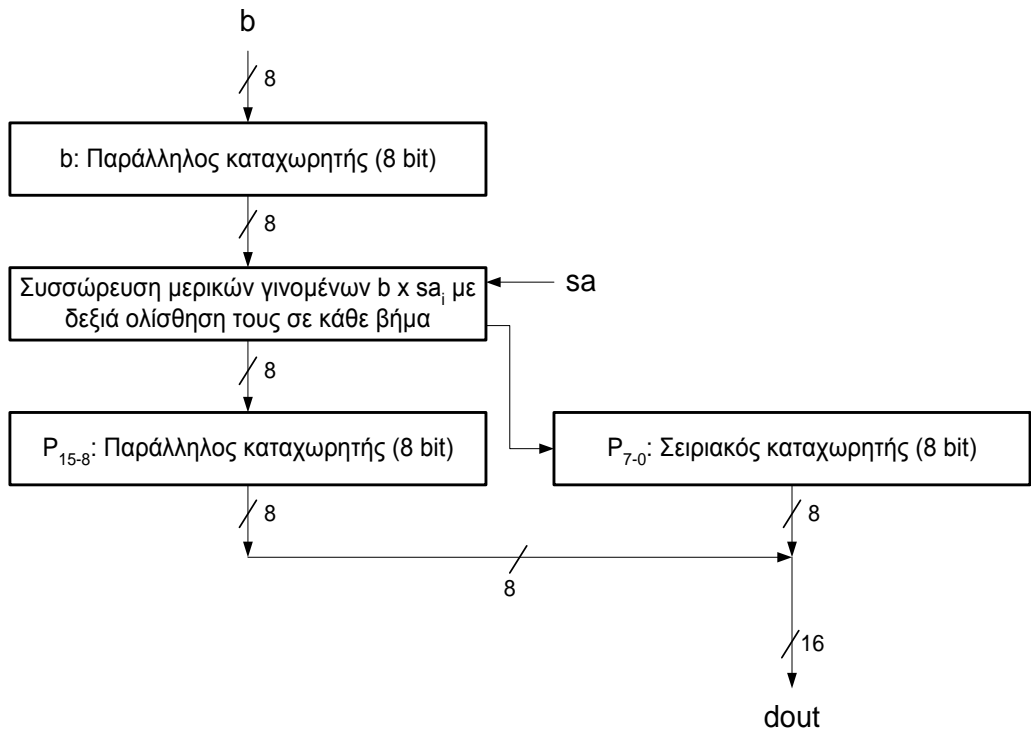 b
8
b: Παράλληλος καταχωρητής (8 bit)
8
Συσσώρευση μερικών γινομένων b x saᵢ με
δεξιά ολίσθηση τους σε κάθε βήμα
sa
8
P₁₅₋₈: Παράλληλος καταχωρητής (8 bit)
P₇₋₀: Σειριακός καταχωρητής (8 bit)
8
8
8
16
dout